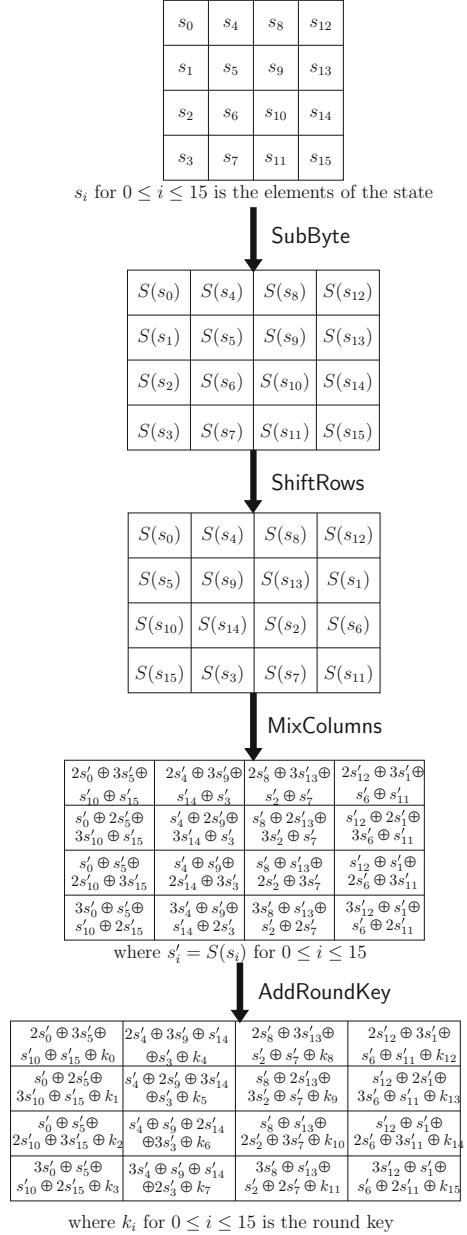 s₀ s₄ s₈ s₁₂
s₁ s₅ s₉ s₁₃
s₂ s₆ s₁₀ s₁₄
s₃ s₇ s₁₁ s₁₅
sᵢ for 0 ≤ i ≤ 15 is the elements of the state
SubByte
S(s₀) S(s₄) S(s₈) S(s₁₂)
S(s₁) S(s₅) S(s₉) S(s₁₃)
S(s₂) S(s₆) S(s₁₀) S(s₁₄)
S(s₃) S(s₇) S(s₁₁) S(s₁₅)
ShiftRows
S(s₀) S(s₄) S(s₈) S(s₁₂)
S(s₅) S(s₉) S(s₁₃) S(s₁)
S(s₁₀) S(s₁₄) S(s₂) S(s₆)
S(s₁₅) S(s₃) S(s₇) S(s₁₁)
MixColumns
2s′₀ ⊕ 3s′₅⊕ 2s′₄ ⊕ 3s′₉⊕ 2s′₈ ⊕ 3s′₁₃⊕ 2s′₁₂ ⊕ 3s′₁⊕
s′₁₀ ⊕ s′₁₅ s′₁₄ ⊕ s′₃ s′₂ ⊕ s′₇ s′₆ ⊕ s′₁₁
s′₀ ⊕ 2s′₅⊕ s′₄ ⊕ 2s′₉⊕ s′₈ ⊕ 2s′₁₃⊕ s′₁₂ ⊕ 2s′₁⊕
3s′₁₀ ⊕ s′₁₅ 3s′₁₄ ⊕ s′₃ 3s′₂ ⊕ s′₇ 3s′₆ ⊕ s′₁₁
s′₀ ⊕ s′₅⊕ s′₄ ⊕ s′₉⊕ s′₈ ⊕ s′₁₃⊕ s′₁₂ ⊕ s′₁⊕
2s′₁₀ ⊕ 3s′₁₅ 2s′₁₄ ⊕ 3s′₃ 2s′₂ ⊕ 3s′₇ 2s′₆ ⊕ 3s′₁₁
3s′₀ ⊕ s′₅⊕ 3s′₄ ⊕ s′₉⊕ 3s′₈ ⊕ s′₁₃⊕ 3s′₁₂ ⊕ s′₁⊕
s′₁₀ ⊕ 2s′₁₅ s′₁₄ ⊕ 2s′₃ s′₂ ⊕ 2s′₇ s′₆ ⊕ 2s′₁₁
where s′ᵢ = S(sᵢ) for 0 ≤ i ≤ 15
AddRoundKey
2s′₀ ⊕ 3s′₅⊕ 2s′₄ ⊕ 3s′₉ ⊕ s′₁₄ 2s′₈ ⊕ 3s′₁₃⊕ 2s′₁₂ ⊕ 3s′₁⊕
s′₁₀ ⊕ s′₁₅ ⊕ k₀ ⊕s′₃ ⊕ k₄ s′₂ ⊕ s′₇ ⊕ k₈ s′₆ ⊕ s′₁₁ ⊕ k₁₂
s′₀ ⊕ 2s′₅⊕ s′₄ ⊕ 2s′₉ ⊕ 3s′₁₄ s′₈ ⊕ 2s′₁₃⊕ s′₁₂ ⊕ 2s′₁⊕
3s′₁₀ ⊕ s′₁₅ ⊕ k₁ ⊕s′₃ ⊕ k₅ 3s′₂ ⊕ s′₇ ⊕ k₉ 3s′₆ ⊕ s′₁₁ ⊕ k₁₃
s′₀ ⊕ s′₅⊕ s′₄ ⊕ s′₉ ⊕ 2s′₁₄ s′₈ ⊕ s′₁₃⊕ s′₁₂ ⊕ s′₁⊕
2s′₁₀ ⊕ 3s′₁₅ ⊕ k₂ ⊕3s′₃ ⊕ k₆ 2s′₂ ⊕ 3s′₇ ⊕ k₁₀ 2s′₆ ⊕ 3s′₁₁ ⊕ k₁₄
3s′₀ ⊕ s′₅⊕ 3s′₄ ⊕ s′₉ ⊕ s′₁₄ 3s′₈ ⊕ s′₁₃⊕ 3s′₁₂ ⊕ s′₁⊕
s′₁₀ ⊕ 2s′₁₅ ⊕ k₃ ⊕2s′₃ ⊕ k₇ s′₂ ⊕ 2s′₇ ⊕ k₁₁ s′₆ ⊕ 2s′₁₁ ⊕ k₁₅
where kᵢ for 0 ≤ i ≤ 15 is the round key